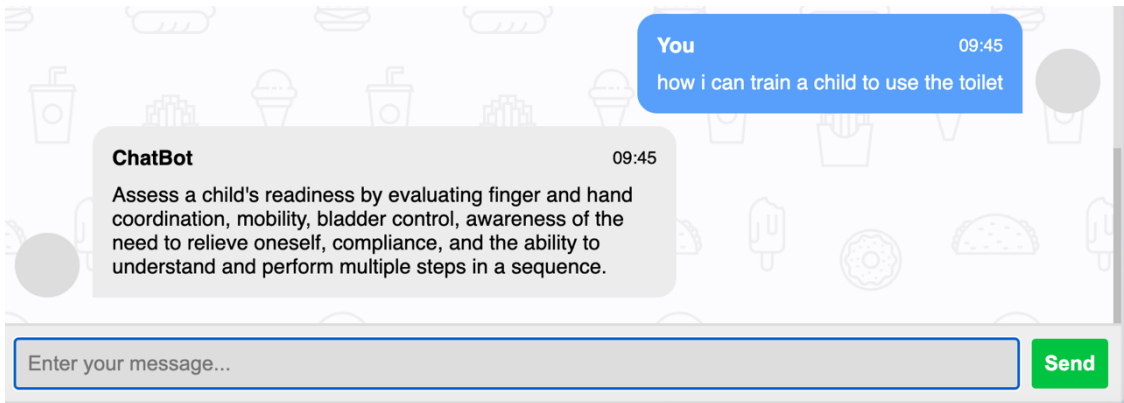 You 09:45
how i can train a child to use the toilet
ChatBot 09:45
Assess a child's readiness by evaluating finger and hand
coordination, mobility, bladder control, awareness of the
need to relieve oneself, compliance, and the ability to
understand and perform multiple steps in a sequence.
Enter your message... Send